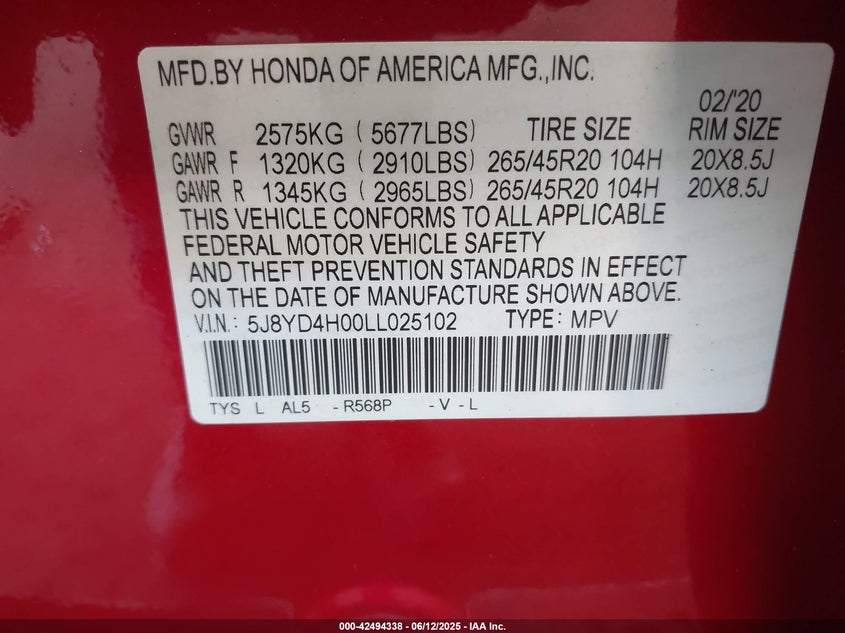 MFD.BY HONDA OF AMERICA MFG.,INC.
02/'20
GVWR 2575KG ( 5677LBS) TIRE SIZE RIM SIZE
GAWR F 1320KG ( 2910LBS) 265/45R20 104H 20X8.5J
GAWR R 1345KG ( 2965LBS) 265/45R20 104H 20X8.5J
THIS VEHICLE CONFORMS TO ALL APPLICABLE
FEDERAL MOTOR VEHICLE SAFETY
AND THEFT PREVENTION STANDARDS IN EFFECT
ON THE DATE OF MANUFACTURE SHOWN ABOVE.
V.I.N.: 5J8YD4H00LL025102 TYPE: MPV
TYS L AL5 - R568P - V - L
000-42494338 - 06/12/2025 - IAA Inc.